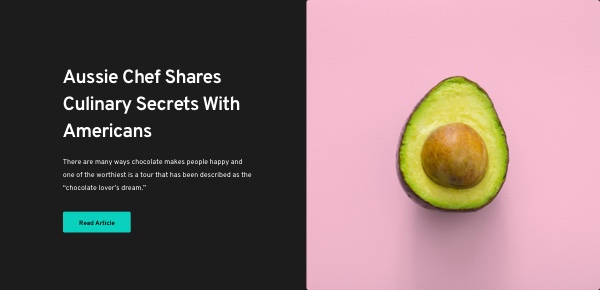 Aussie Chef Shares
Culinary Secrets With
Americans
There are many ways chocolate makes people happy and
one of the worthiest is a tour that has been described as the
“chocolate lover’s dream.”
Read Article